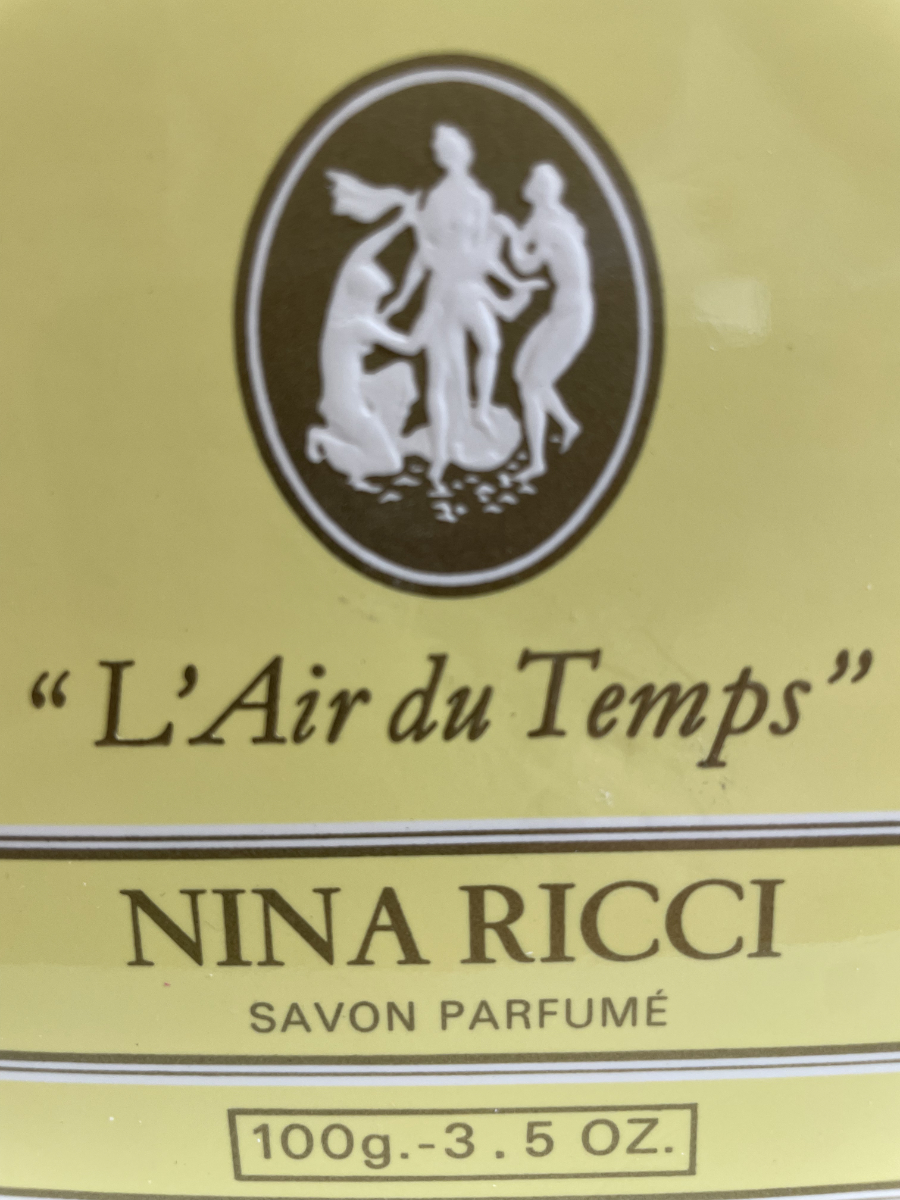 “L’Air du Temps”
NINA RICCI
SAVON PARFUMÉ
100g.-3.5 OZ.